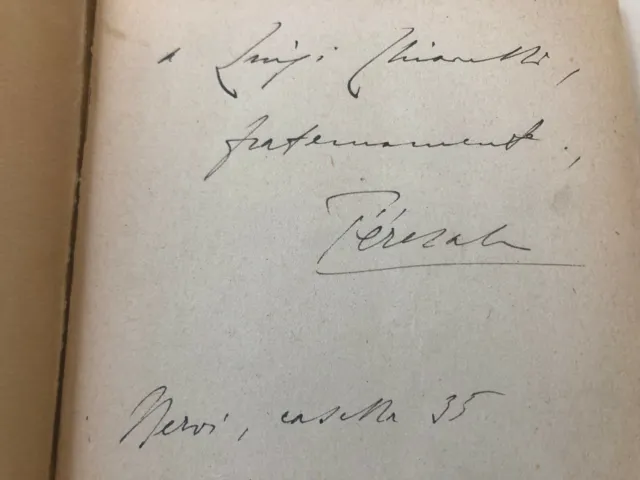 a Luigi Chiarelli,
fraternamente,
Térésah
Nervi, casella 35